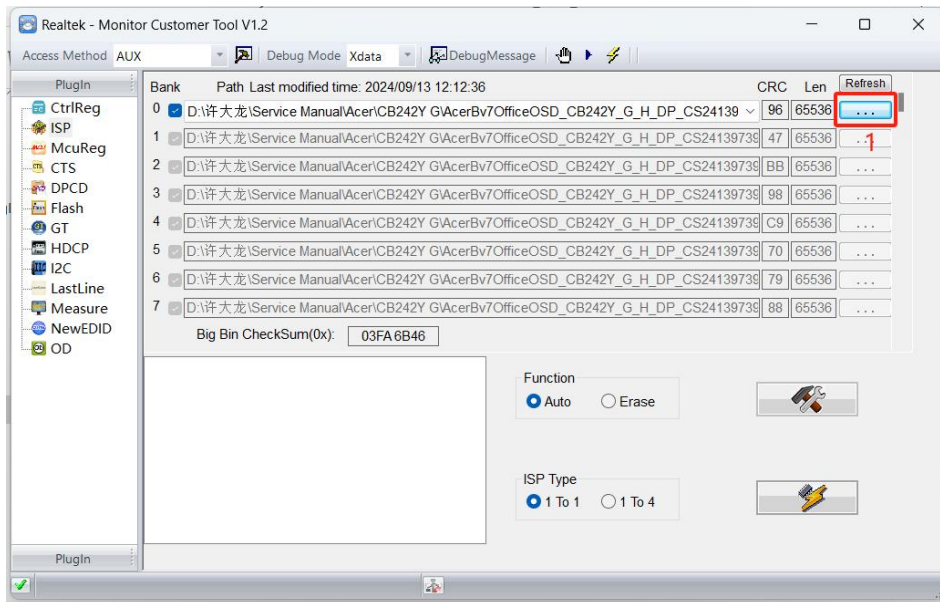 Realtek - Monitor Customer Tool V1.2
Access Method AUX Debug Mode Xdata DebugMessage
PlugIn
CtrlReg
ISP
McuReg
CTS
DPCD
Flash
GT
HDCP
I2C
LastLine
Measure
NewEDID
OD
PlugIn
Bank Path Last modified time: 2024/09/13 12:12:36 CRC Len Refresh
0 D:\许大龙\Service Manual\Acer\CB242Y G\AcerBv7OfficeOSD_CB242Y_G_H_DP_CS24139 96 65536 ...
1 D:\许大龙\Service Manual\Acer\CB242Y G\AcerBv7OfficeOSD_CB242Y_G_H_DP_CS24139739 47 65536 ...
1
2 D:\许大龙\Service Manual\Acer\CB242Y G\AcerBv7OfficeOSD_CB242Y_G_H_DP_CS24139739 BB 65536 ...
3 D:\许大龙\Service Manual\Acer\CB242Y G\AcerBv7OfficeOSD_CB242Y_G_H_DP_CS24139739 98 65536 ...
4 D:\许大龙\Service Manual\Acer\CB242Y G\AcerBv7OfficeOSD_CB242Y_G_H_DP_CS24139739 C9 65536 ...
5 D:\许大龙\Service Manual\Acer\CB242Y G\AcerBv7OfficeOSD_CB242Y_G_H_DP_CS24139739 70 65536 ...
6 D:\许大龙\Service Manual\Acer\CB242Y G\AcerBv7OfficeOSD_CB242Y_G_H_DP_CS24139739 79 65536 ...
7 D:\许大龙\Service Manual\Acer\CB242Y G\AcerBv7OfficeOSD_CB242Y_G_H_DP_CS24139739 88 65536 ...
Big Bin CheckSum(0x): 03FA6B46
Function
Auto Erase
ISP Type
1 To 1 1 To 4